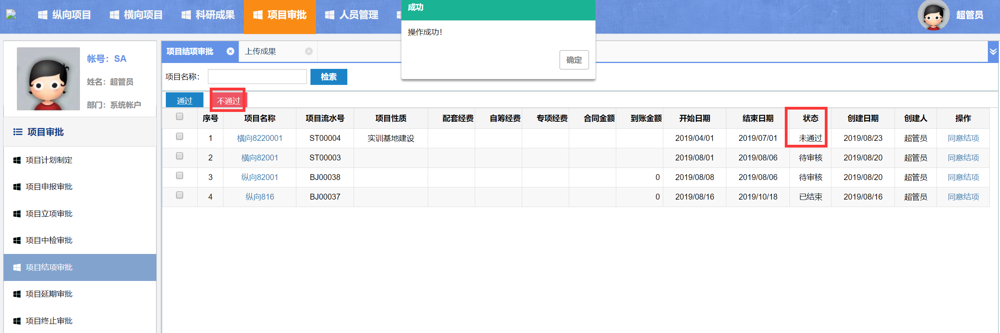 纵向项目 横向项目 科研成果 项目审批 人员管理 超管员
成功
操作成功!
确定
帐号: SA
姓名: 超管员
部门: 系统帐户
项目审批
项目计划制定
项目申报审批
项目立项审批
项目中检审批
项目结项审批
项目延期审批
项目终止审批
项目结项审批 上传成果
项目名称: 检索
通过 不通过
序号 项目名称 项目流水号 项目性质 配套经费 自筹经费 专项经费 合同金额 到账金额 开始日期 结束日期 状态 创建日期 创建人 操作
1 横向8220001 ST00004 实训基地建设 2019/04/01 2019/07/01 未通过 2019/08/23 超管员 同意结项
2 横向82001 ST00003 2019/08/01 2019/08/06 待审核 2019/08/20 超管员 同意结项
3 纵向82001 BJ00038 0 2019/08/08 2019/08/06 待审核 2019/08/20 超管员 同意结项
4 纵向816 BJ00037 0 2019/08/16 2019/10/18 已结束 2019/08/16 超管员 同意结项